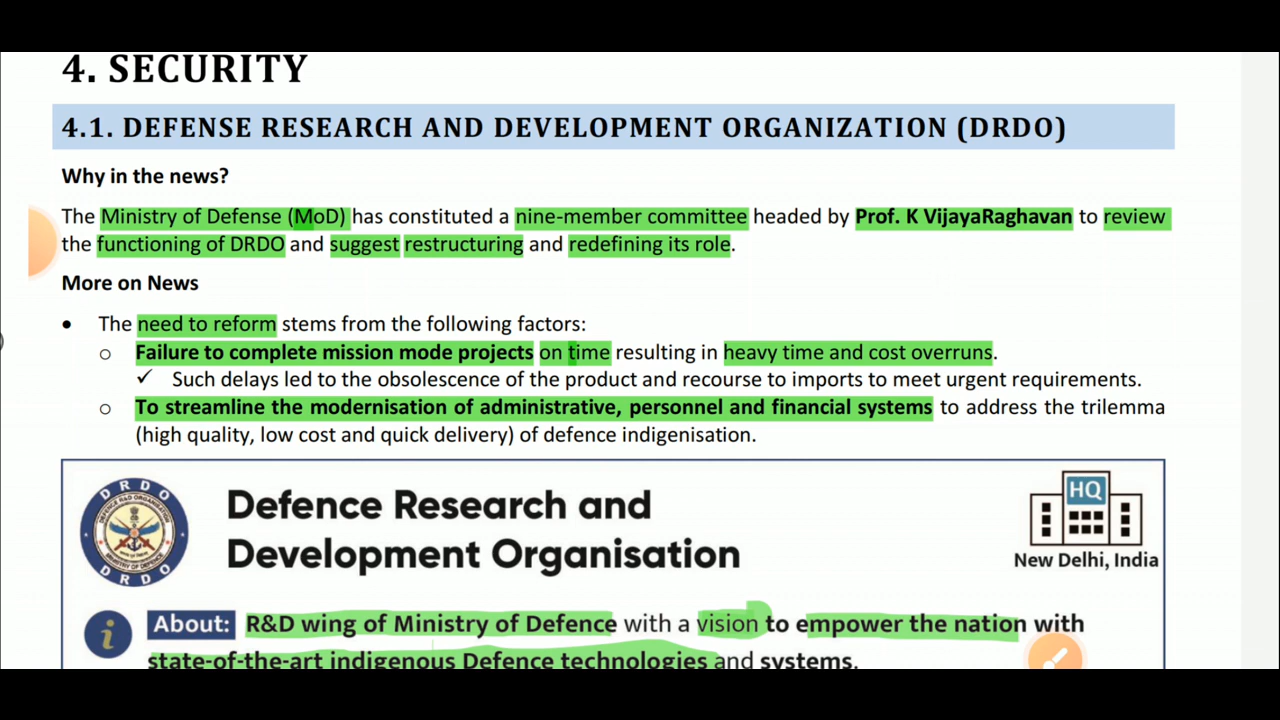 4. SECURITY
4.1. DEFENSE RESEARCH AND DEVELOPMENT ORGANIZATION (DRDO)
Why in the news?
The Ministry of Defense (MoD) has constituted a nine-member committee headed by Prof. K VijayaRaghavan to review
the functioning of DRDO and suggest restructuring and redefining its role.
More on News
• The need to reform stems from the following factors:
o Failure to complete mission mode projects on time resulting in heavy time and cost overruns.
✓ Such delays led to the obsolescence of the product and recourse to imports to meet urgent requirements.
o To streamline the modernisation of administrative, personnel and financial systems to address the trilemma
(high quality, low cost and quick delivery) of defence indigenisation.
DRDO
DRDO
Defence Research and
Development Organisation
HQ
New Delhi, India
i
About: R&D wing of Ministry of Defence with a vision to empower the nation with
state-of-the-art indigenous Defence technologies and systems.